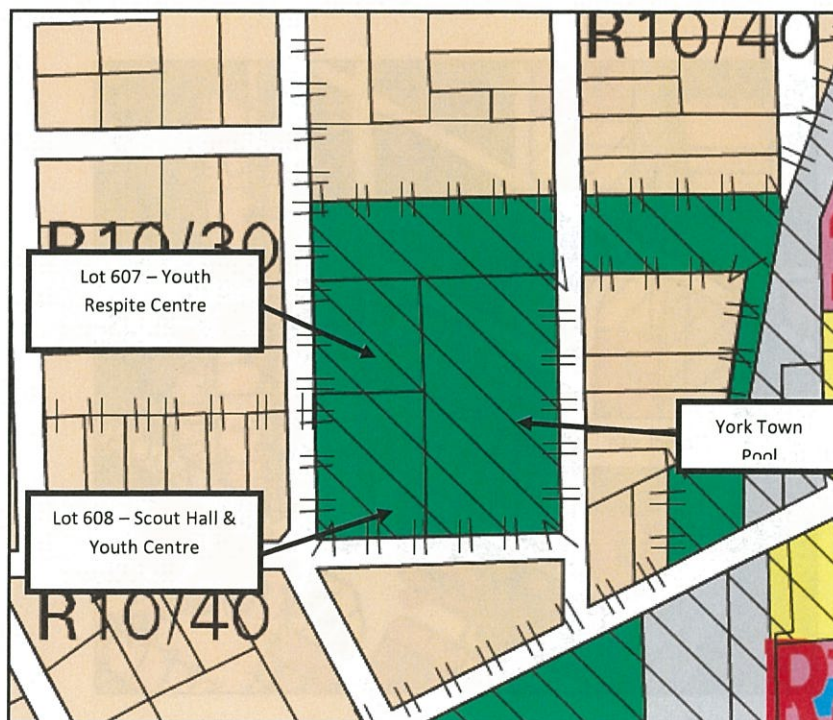 R10/40
R10/30
Lot 607 – Youth
Respite Centre
York Town
Pool
Lot 608 – Scout Hall &
Youth Centre
R10/40
R